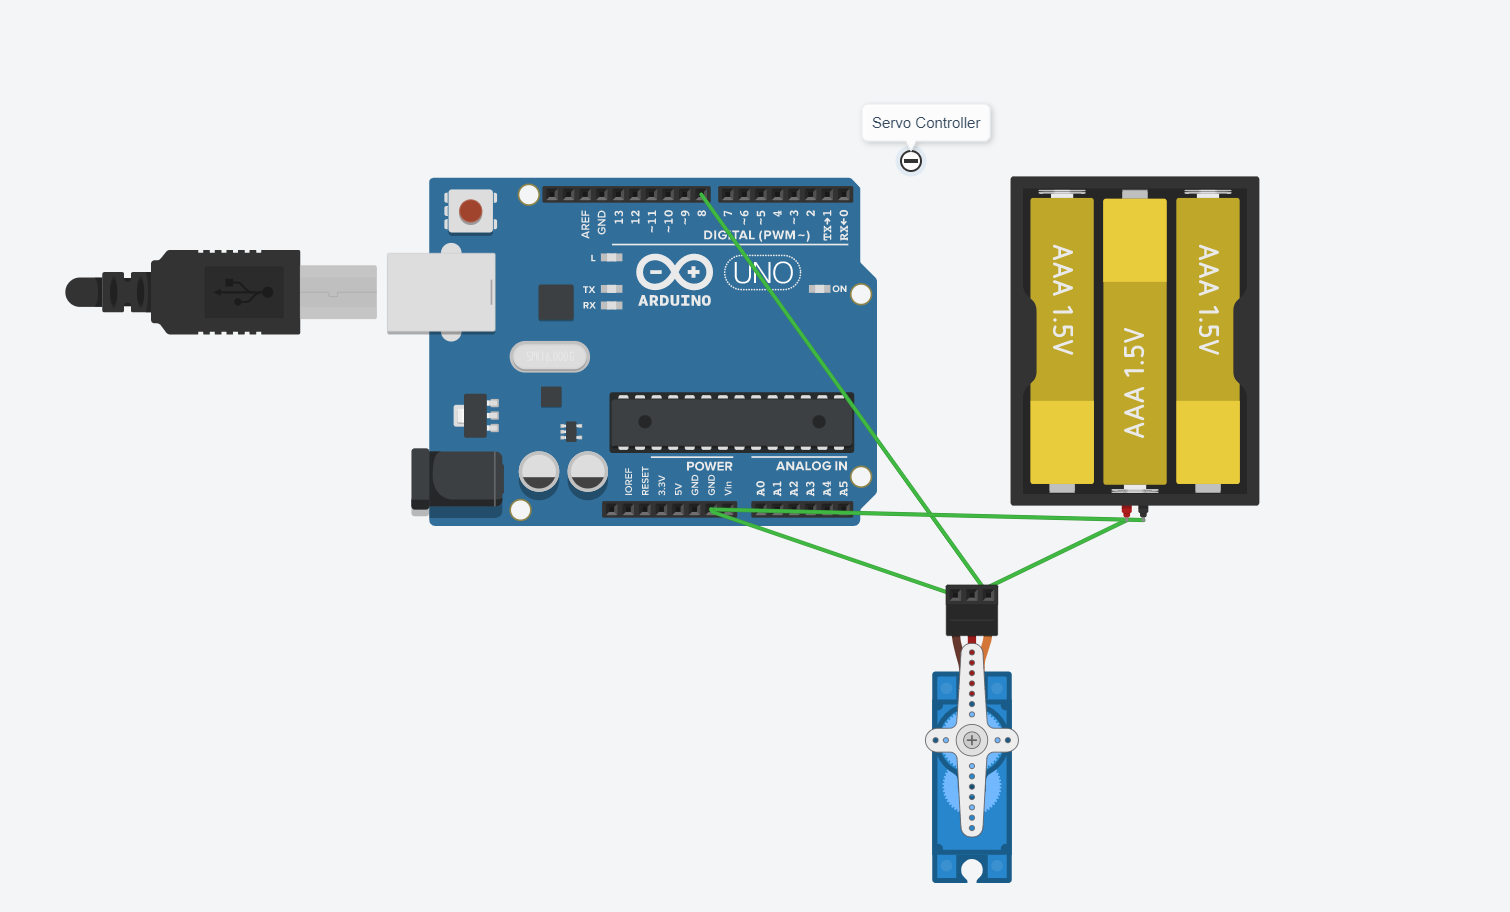 Servo Controller
AREF
GND
13
12
~11
~10
~9
8
7
~6
~5
4
~3
2
TX→1
RX←0
DIGITAL (PWM~)
L
TX
RX
ARDUINO
UNO
ON
AAA 1.5V
AAA 1.5V
AAA 1.5V
POWER
ANALOG IN
IOREF
RESET
3.3V
5V
GND
GND
Vin
A0
A1
A2
A3
A4
A5